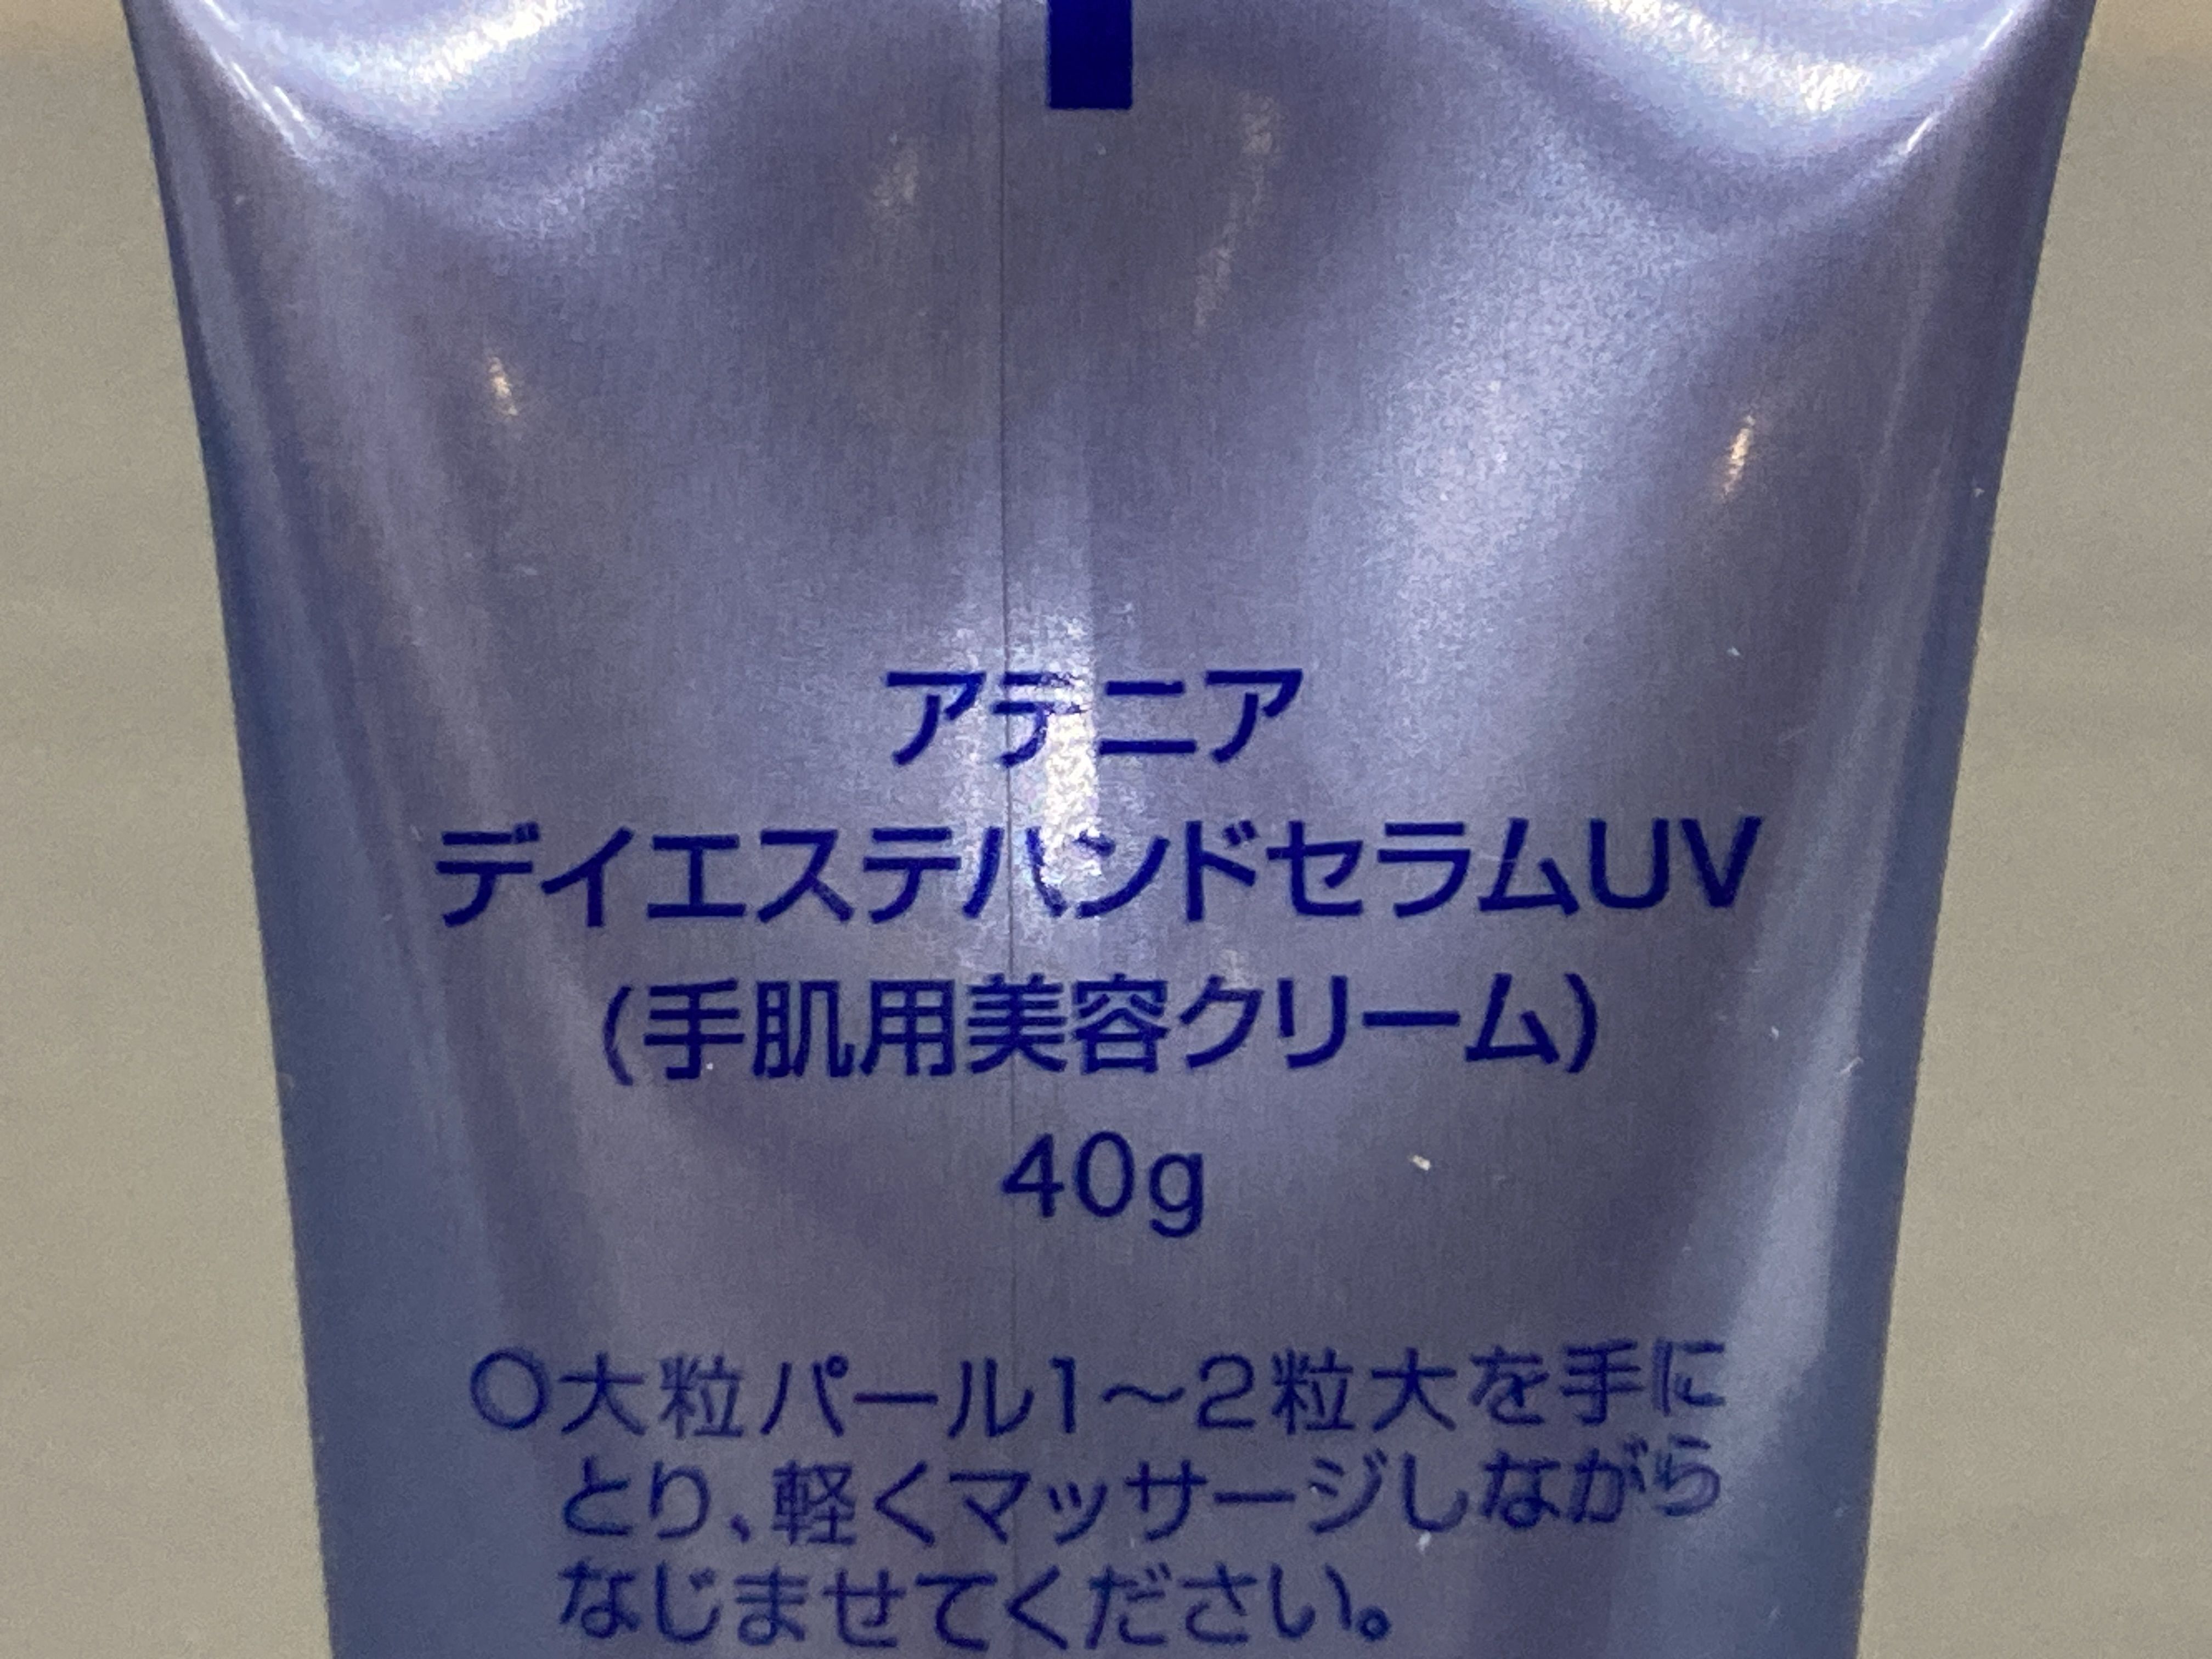 アテニア
デイエステハンドセラムUV
(手肌用美容クリーム)
40g
○大粒パール1～2粒大を手に
とり、軽くマッサージしながら
なじませてください。